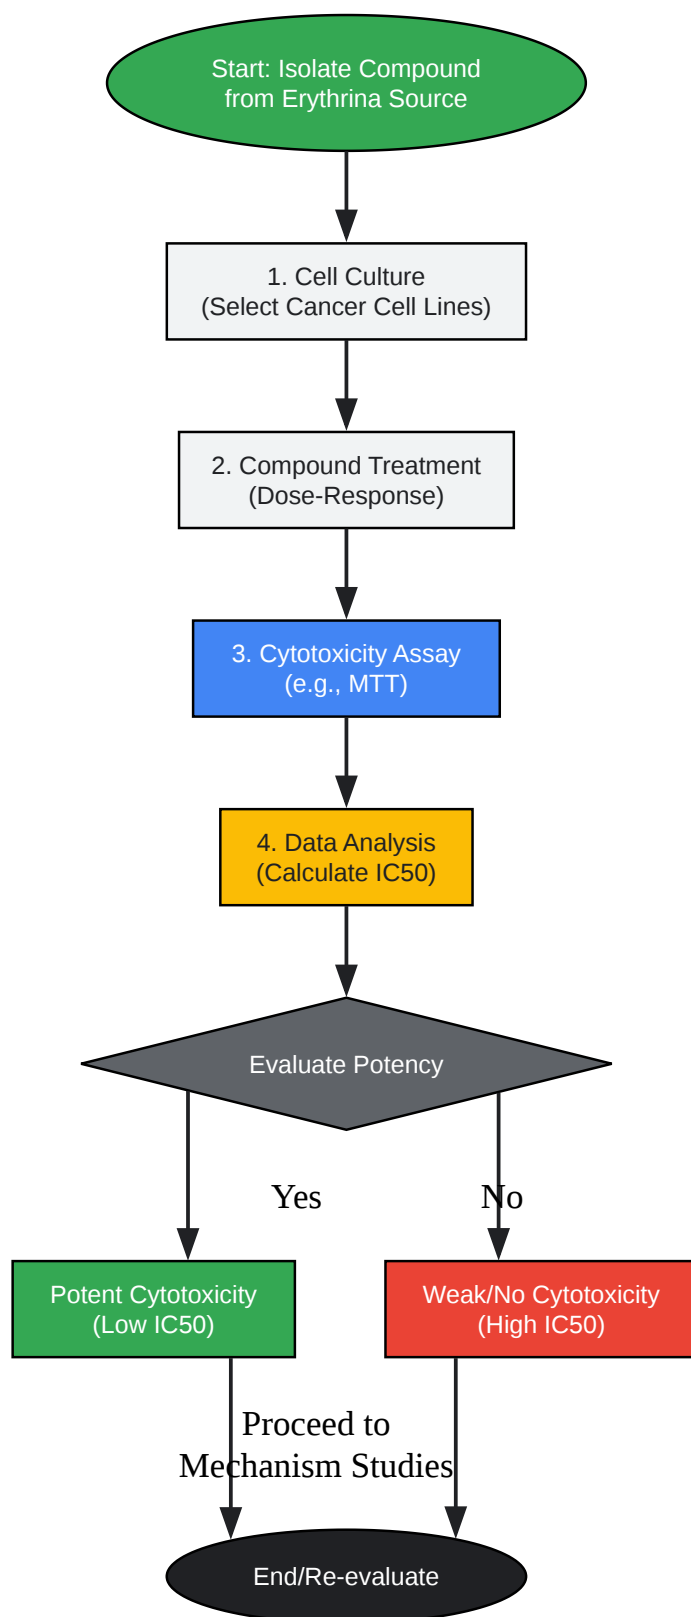 Start: Isolate Compound
from Erythrina Source
1. Cell Culture
(Select Cancer Cell Lines)
2. Compound Treatment
(Dose-Response)
3. Cytotoxicity Assay
(e.g., MTT)
4. Data Analysis
(Calculate IC50)
Evaluate Potency
Yes
No
Potent Cytotoxicity
(Low IC50)
Weak/No Cytotoxicity
(High IC50)
Proceed to
Mechanism Studies
End/Re-evaluate